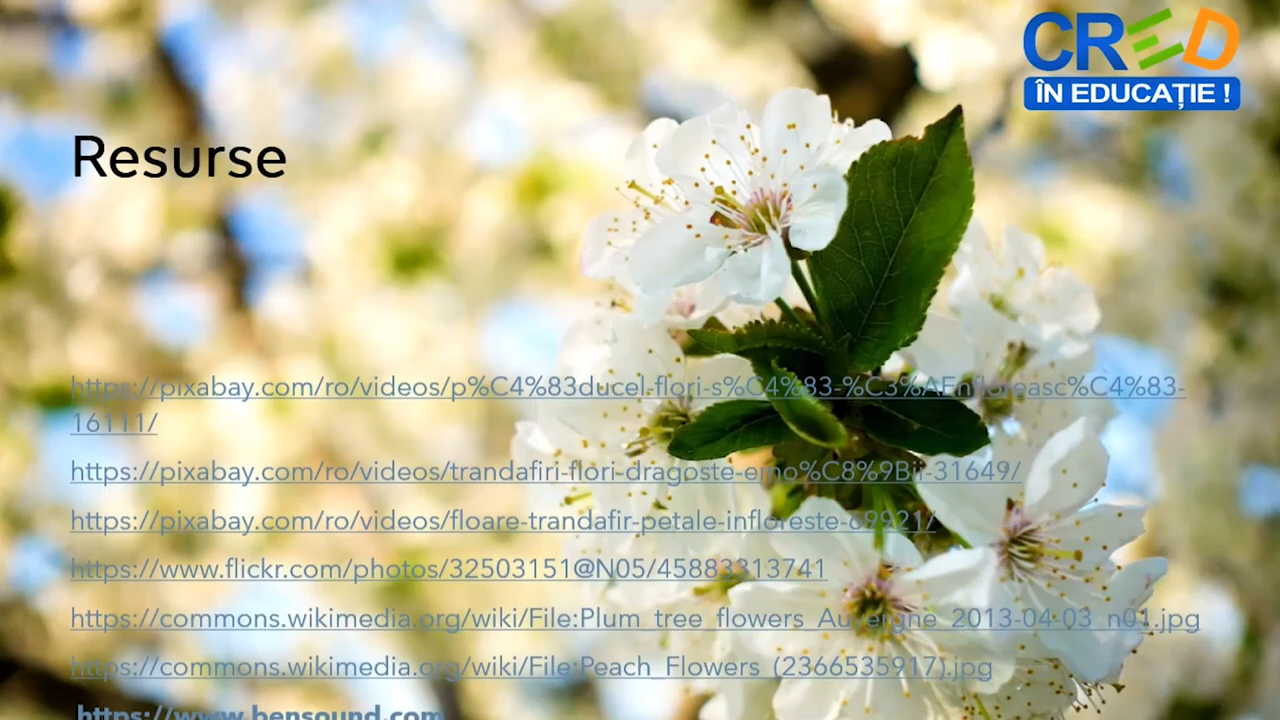 CRED
ÎN EDUCAȚIE !
Resurse
https://pixabay.com/ro/videos/p%C4%83ducel-flori-s%C4%83-%C3%AEnfloreasc%C4%83-
16111/
https://pixabay.com/ro/videos/trandafiri-flori-dragoste-emo%C8%9Bii-31649/
https://pixabay.com/ro/videos/floare-trandafir-petale-infloreste-o9921/
https://www.flickr.com/photos/32503151@N05/45883313741
https://commons.wikimedia.org/wiki/File:Plum_tree_flowers_Auvergne_2013-04-03_n01.jpg
https://commons.wikimedia.org/wiki/File:Peach_Flowers_(2366535917).jpg
https://www.bensound.com